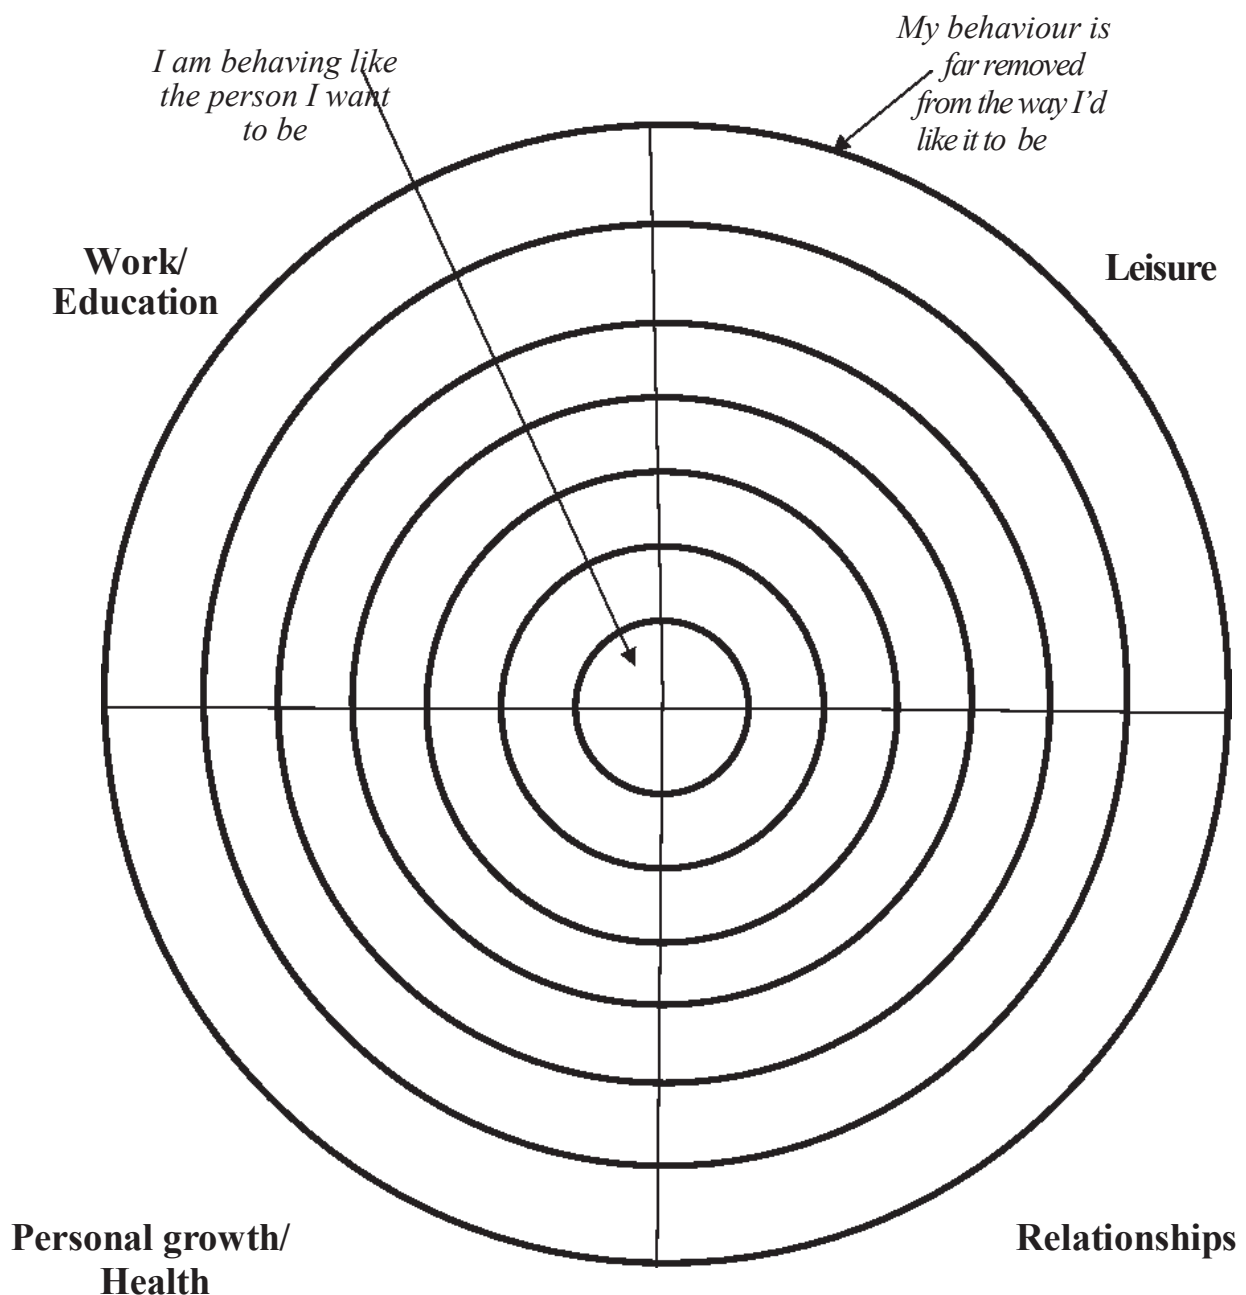 I am behaving like
the person I want
to be
My behaviour is
far removed
from the way I'd
like it to be
Work/
Education
Leisure
Personal growth/
Health
Relationships